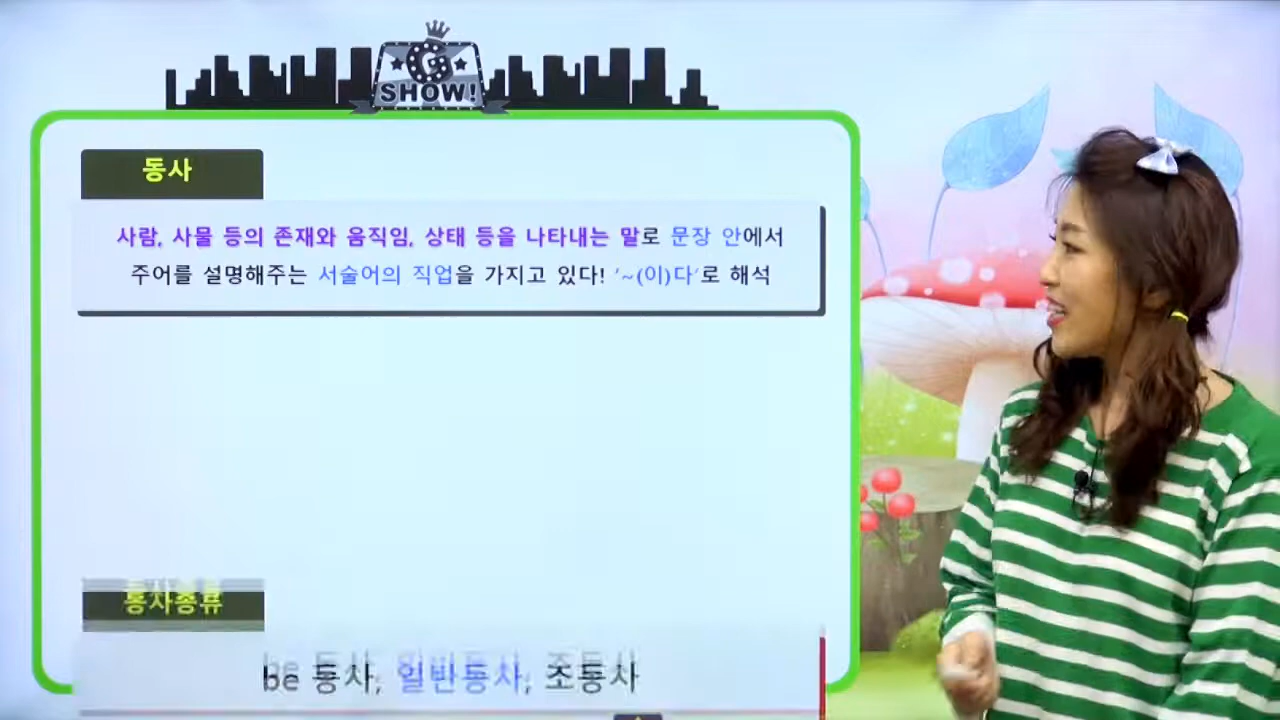 G
SHOW!
동사
사람, 사물 등의 존재와 움직임, 상태 등을 나타내는 말로 문장 안에서
주어를 설명해주는 서술어의 직업을 가지고 있다! '~(이)다'로 해석
동사종류
be 동사, 일반동사, 조동사